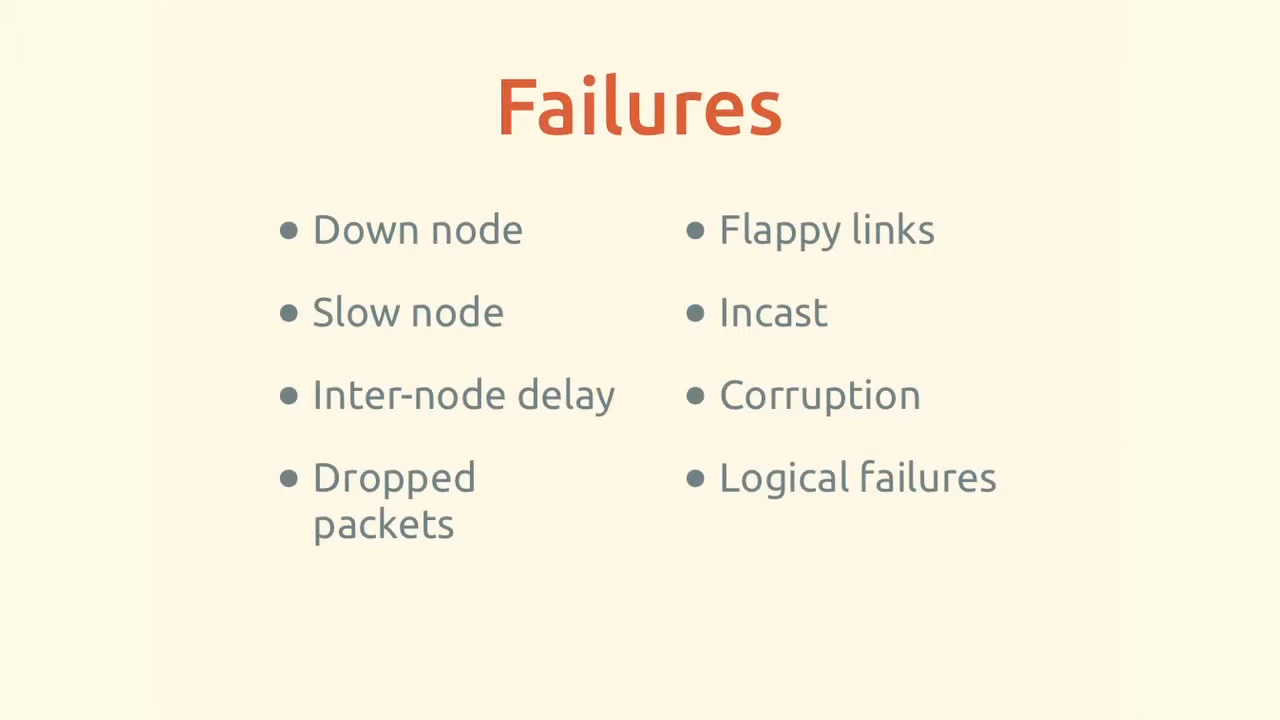 Failures
• Down node
• Slow node
• Inter-node delay
• Dropped
packets
• Flappy links
• Incast
• Corruption
• Logical failures